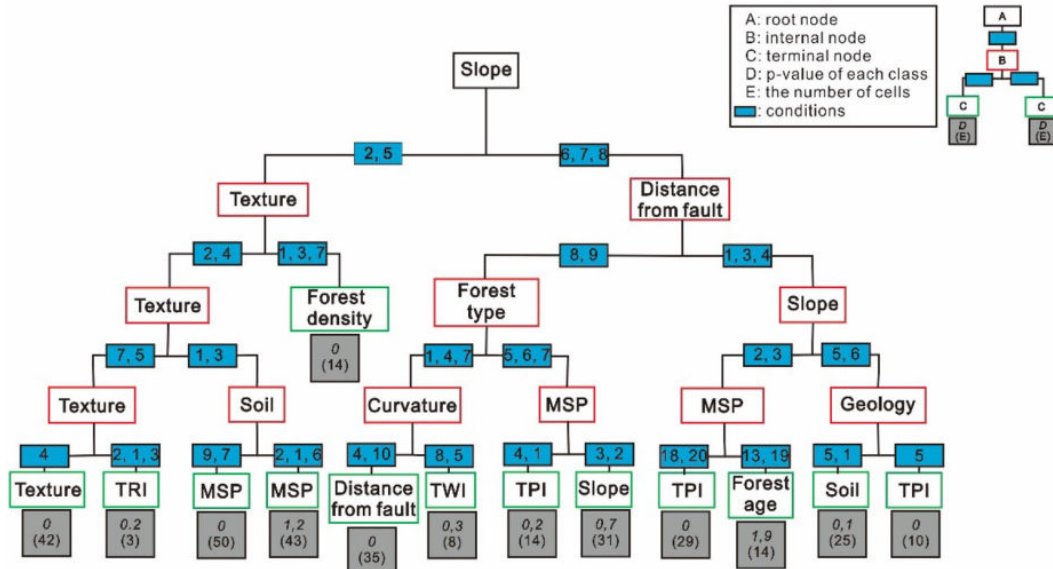 A: root node
B: internal node
C: terminal node
D: p-value of each class
E: the number of cells
: conditions
A
B
C
C
D
(E)
D
(E)
Slope
2, 5
6, 7, 8
Texture
Distance
from fault
2, 4
1, 3, 7
8, 9
1, 3, 4
Texture
Forest
density
Forest
type
Slope
0
(14)
7, 5
1, 3
1, 4, 7
5, 6, 7
2, 3
5, 6
Texture
Soil
Curvature
MSP
MSP
Geology
4
2, 1, 3
9, 7
2, 1, 6
4, 10
8, 5
4, 1
3, 2
18, 20
13, 19
5, 1
5
Texture
TRI
MSP
MSP
Distance
from fault
TWI
TPI
Slope
TPI
Forest
age
Soil
TPI
0
(42)
0.2
(3)
0
(50)
1,2
(43)
0
(35)
0,3
(8)
0,2
(14)
0,7
(31)
0
(29)
1,9
(14)
0,1
(25)
0
(10)